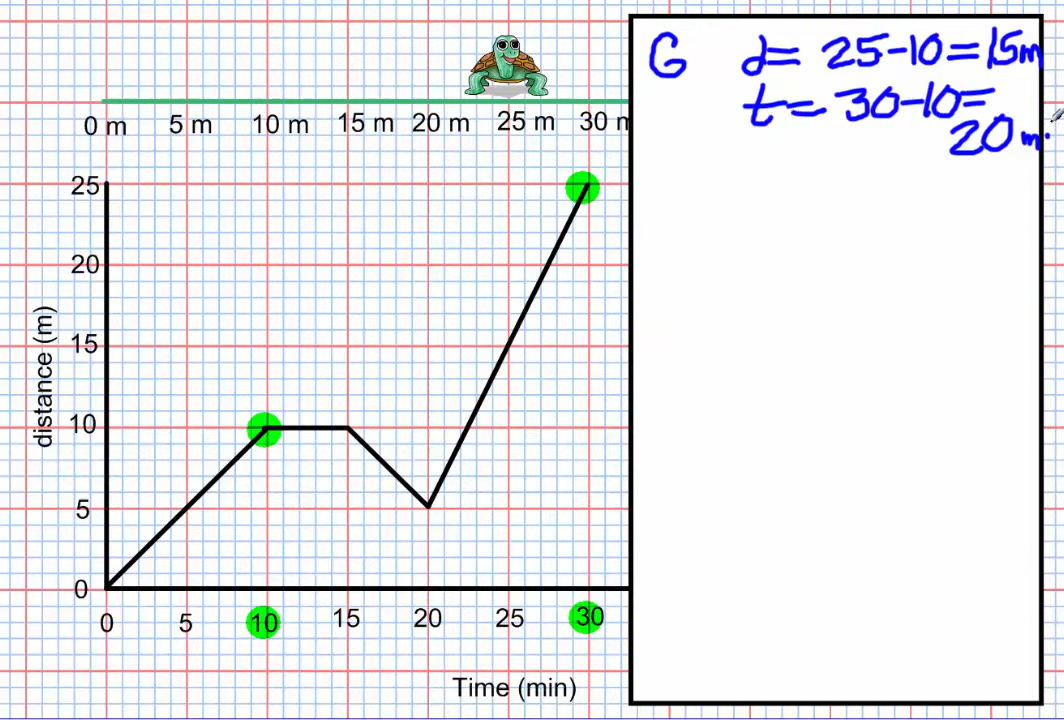 G d= 25-10=15m
t= 30-10=
20 m
0 m 5 m 10 m 15 m 20 m 25 m 30 m
25
20
15
10
5
0
distance (m)
0 5 10 15 20 25 30
Time (min)